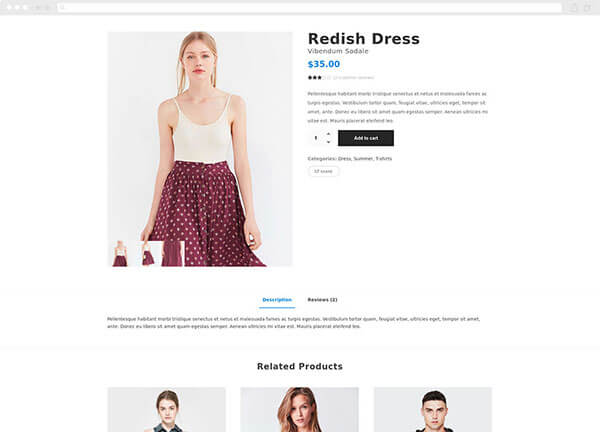 Redish Dress
Vibendum Sodale
$35.00
(2 customer reviews)
Pellentesque habitant morbi tristique senectus et netus et malesuada fames ac
turpis egestas. Vestibulum tortor quam, feugiat vitae, ultricies eget, tempor sit
amet, ante. Donec eu libero sit amet quam egestas semper. Aenean ultricies mi
vitae est. Mauris placerat eleifend leo.
1
Add to cart
Categories: Dress, Summer, T-shirts
Description
Reviews (2)
Pellentesque habitant morbi tristique senectus et netus et malesuada fames ac turpis egestas. Vestibulum tortor quam, feugiat vitae, ultricies eget, tempor sit amet,
ante. Donec eu libero sit amet quam egestas semper. Aenean ultricies mi vitae est. Mauris placerat eleifend leo.
Related Products